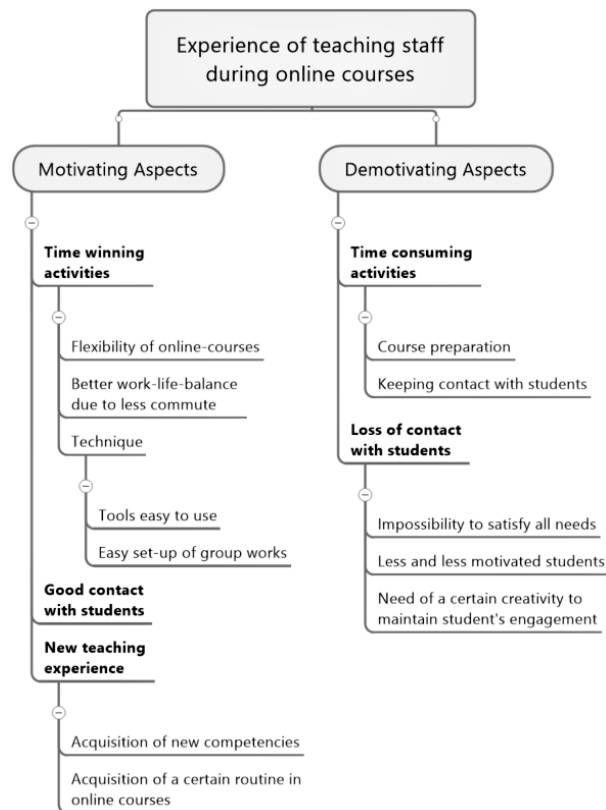 Experience of teaching staff
during online courses
Motivating Aspects
Time winning
activities
Flexibility of online-courses
Better work-life-balance
due to less commute
Technique
Tools easy to use
Easy set-up of group works
Good contact
with students
New teaching
experience
Acquisition of new competencies
Acquisition of a certain routine in
online courses
Demotivating Aspects
Time consuming
activities
Course preparation
Keeping contact with students
Loss of contact
with students
Impossibility to satisfy all needs
Less and less motivated students
Need of a certain creativity to
maintain student's engagement